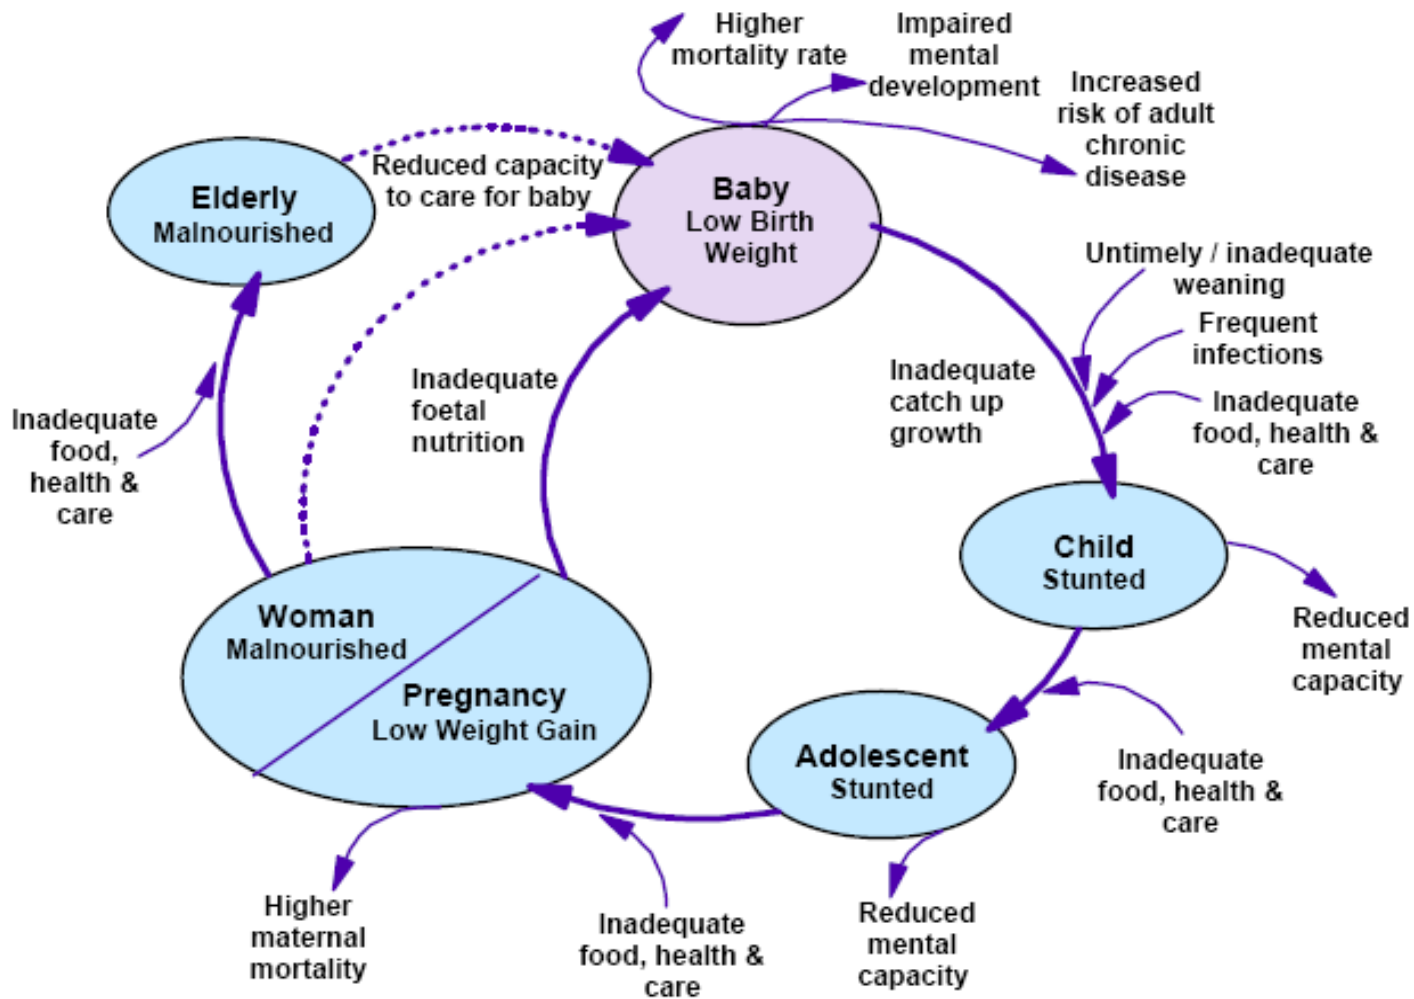 Higher
mortality rate
Impaired
mental
development
Increased
risk of adult
chronic
disease
Elderly
Malnourished
Reduced capacity
to care for baby
Baby
Low Birth
Weight
Untimely / inadequate
weaning
Frequent
infections
Inadequate
food, health &
care
Inadequate
catch up
growth
Inadequate
foetal
nutrition
Inadequate
food,
health &
care
Child
Stunted
Reduced
mental
capacity
Woman
Malnourished
Pregnancy
Low Weight Gain
Adolescent
Stunted
Inadequate
food, health &
care
Higher
maternal
mortality
Inadequate
food, health &
care
Reduced
mental
capacity